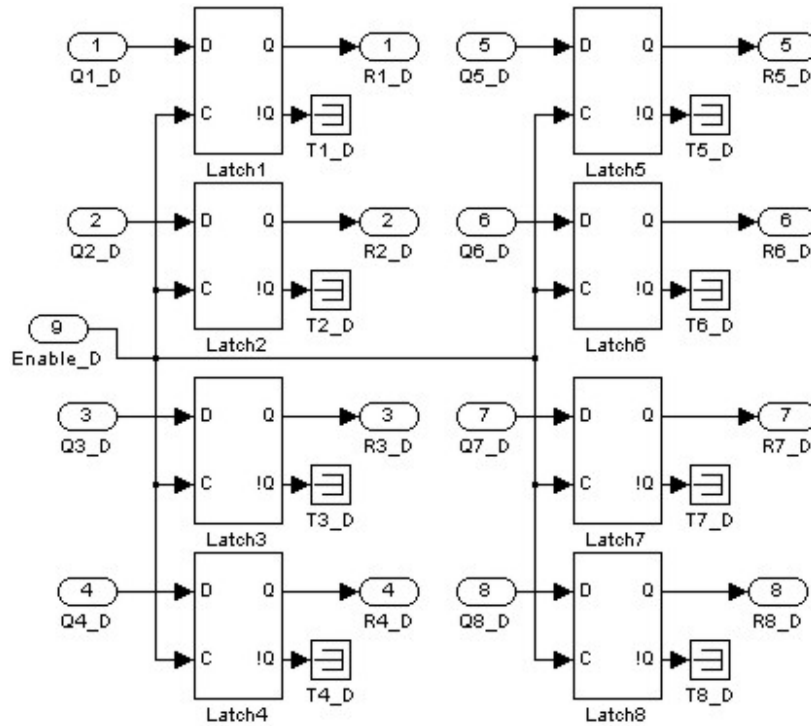 1 D Q 1 5 D Q 5
Q1_D R1_D Q5_D R5_D
C !Q C !Q
T1_D T5_D
Latch1 Latch5
2 D Q 2 6 D Q 6
Q2_D R2_D Q6_D R6_D
C !Q C !Q
T2_D T6_D
9 Latch2 Latch6
Enable_D
3 D Q 3 7 D Q 7
Q3_D R3_D Q7_D R7_D
C !Q C !Q
T3_D T7_D
Latch3 Latch7
4 D Q 4 8 D Q 8
Q4_D R4_D Q8_D R8_D
C !Q C !Q
T4_D T8_D
Latch4 Latch8